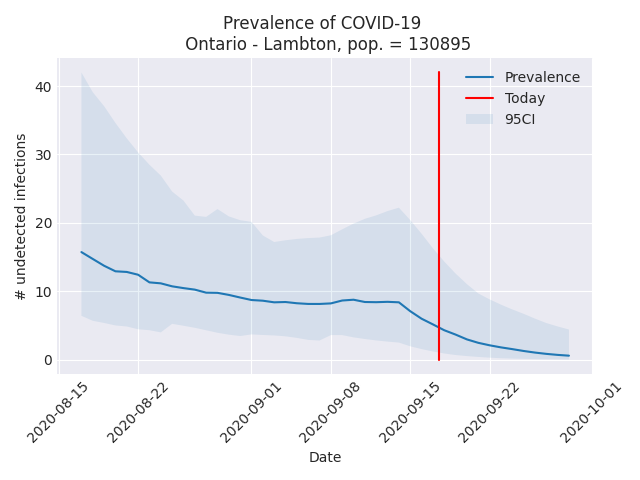 Prevalence of COVID-19
Ontario - Lambton, pop. = 130895
# undetected infections
40
30
20
10
0
Prevalence
Today
95CI
2020-08-15
2020-08-22
2020-09-01
2020-09-08
2020-09-15
2020-09-22
2020-10-01
Date